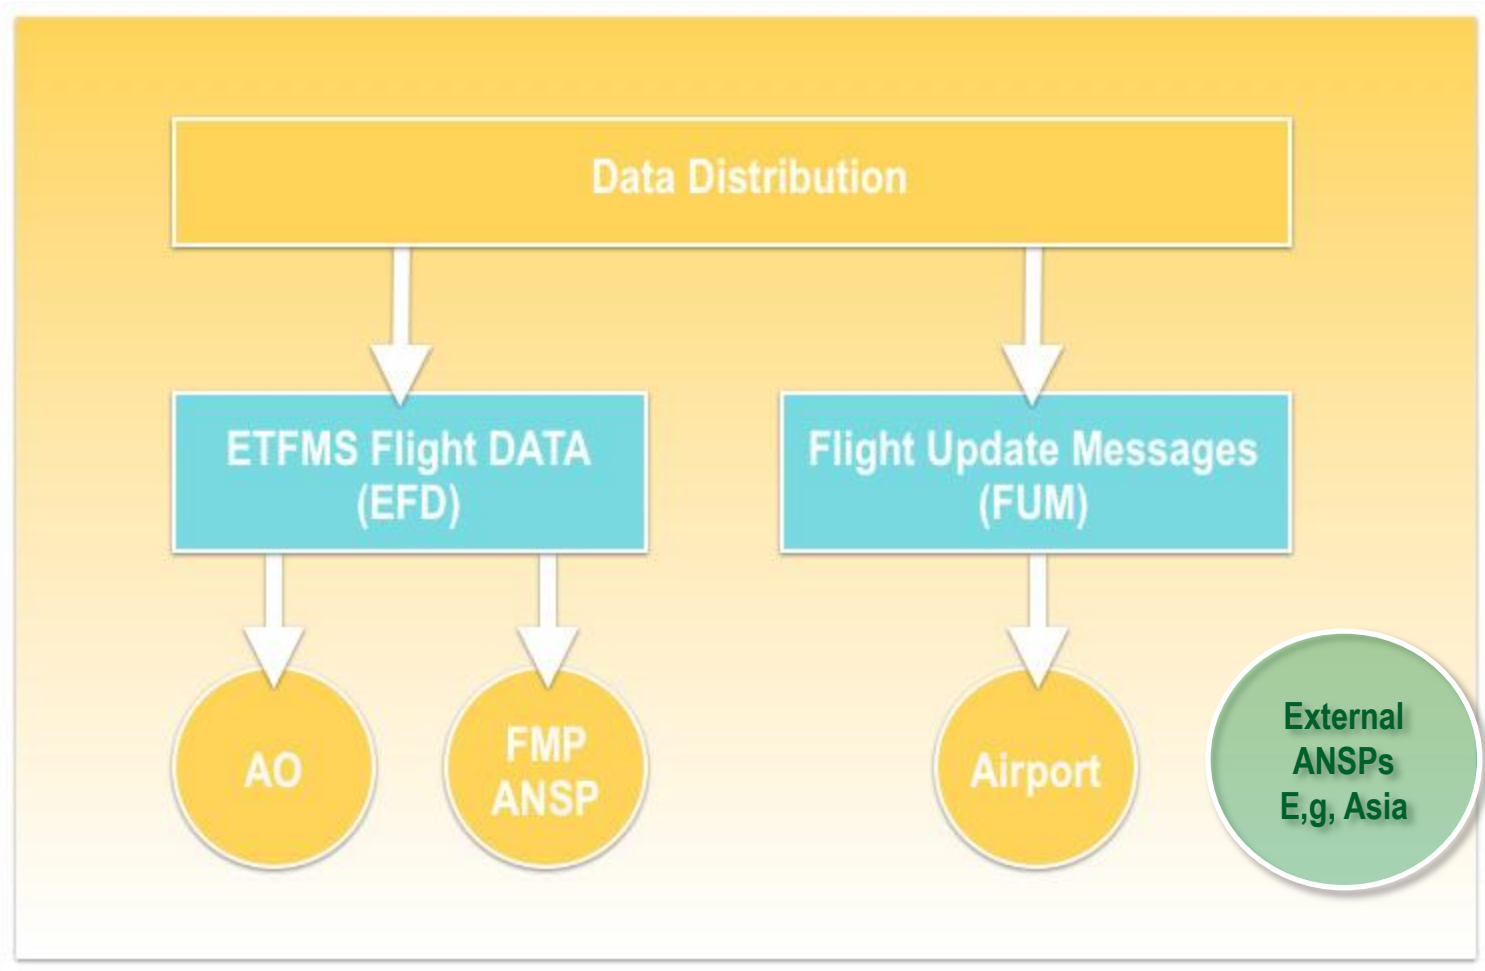 Data Distribution
ETFMS Flight DATA
(EFD)
Flight Update Messages
(FUM)
AO
FMP
ANSP
Airport
External
ANSPs
E,g, Asia